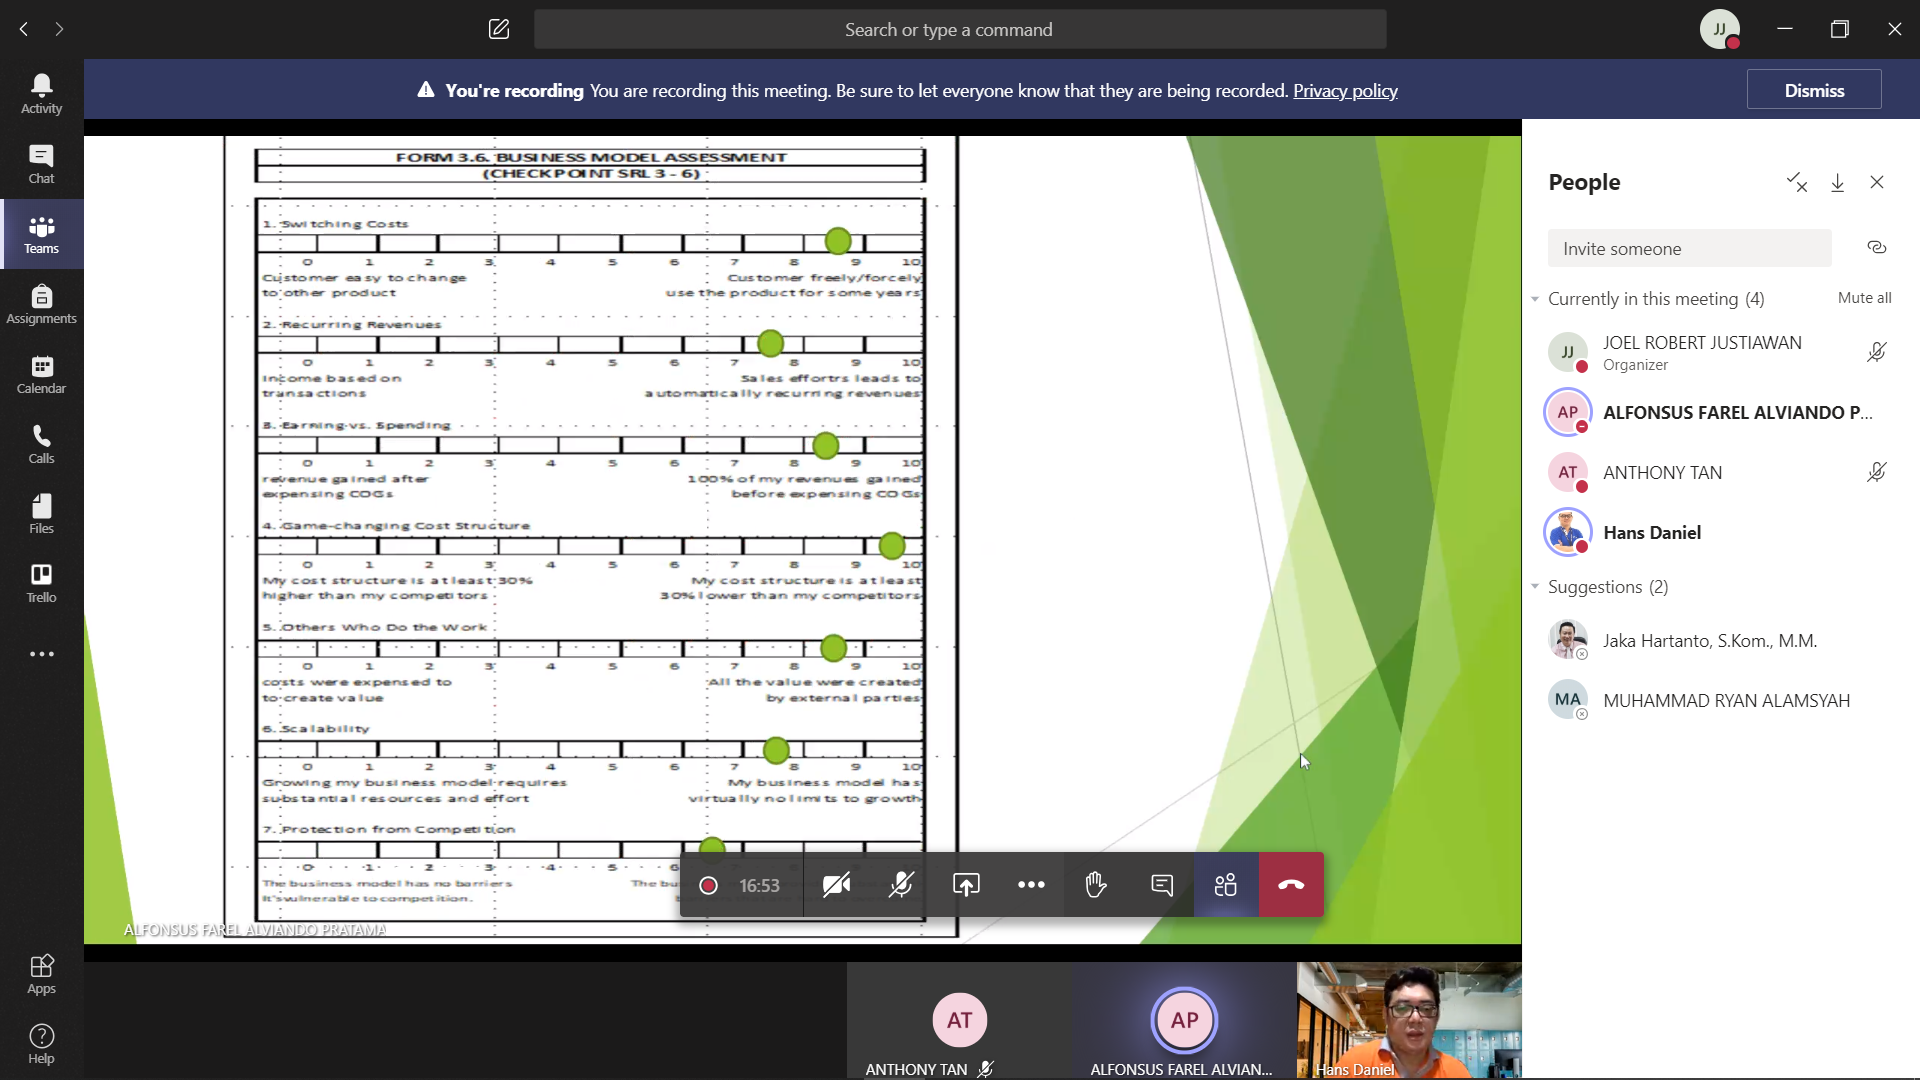 Search or type a command
JJ
You're recording You are recording this meeting. Be sure to let everyone know that they are being recorded. Privacy policy
Dismiss
Activity
Chat
Teams
Assignments
Calendar
Calls
Files
Trello
Apps
Help
FORM 3.6. BUSINESS MODEL ASSESSMENT
(CHECKPOINT SRL 3 - 6)
1. Switching Costs
0 1 2 3 4 5 6 7 8 9 10
Customer easy to change Customer freely/forcely
to other product use the product for some years
2. Recurring Revenues
0 1 2 3 4 5 6 7 8 9 10
Income based on Sales effortrs leads to
transactions automatically recurring revenues
3. Earning vs. Spending
0 1 2 3 4 5 6 7 8 9 10
revenue gained after 100% of my revenues gained
expensing COGs before expensing COGs
4. Game-changing Cost Structure
0 1 2 3 4 5 6 7 8 9 10
My cost structure is at least 30% My cost structure is at least
higher than my competitors 30% lower than my competitors
5. Others Who Do the Work
0 1 2 3 4 5 6 7 8 9 10
costs were expensed to All the value were created
to create value by external parties
6. Scalability
0 1 2 3 4 5 6 7 8 9 10
Growing my business model requires My business model has
substantial resources and effort virtually no limits to growth
7. Protection from Competition
0 1 2 3 4 5 6
The business model has no barriers The bu
It's vulnerable to competition.
16:53
ALFONSUS FAREL ALVIANDO PRATAMA
AT
ANTHONY TAN
AP
ALFONSUS FAREL ALVIAN...
Hans Daniel
People
Invite someone
Currently in this meeting (4) Mute all
JJ
JOEL ROBERT JUSTIAWAN
Organizer
AP
ALFONSUS FAREL ALVIANDO P...
AT
ANTHONY TAN
Hans Daniel
Suggestions (2)
Jaka Hartanto, S.Kom., M.M.
MA
MUHAMMAD RYAN ALAMSYAH